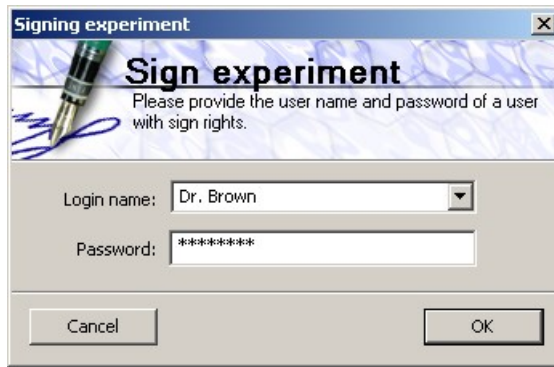 Signing experiment
Sign experiment
Please provide the user name and password of a user
with sign rights.
Login name: Dr. Brown
Password: ********
Cancel OK